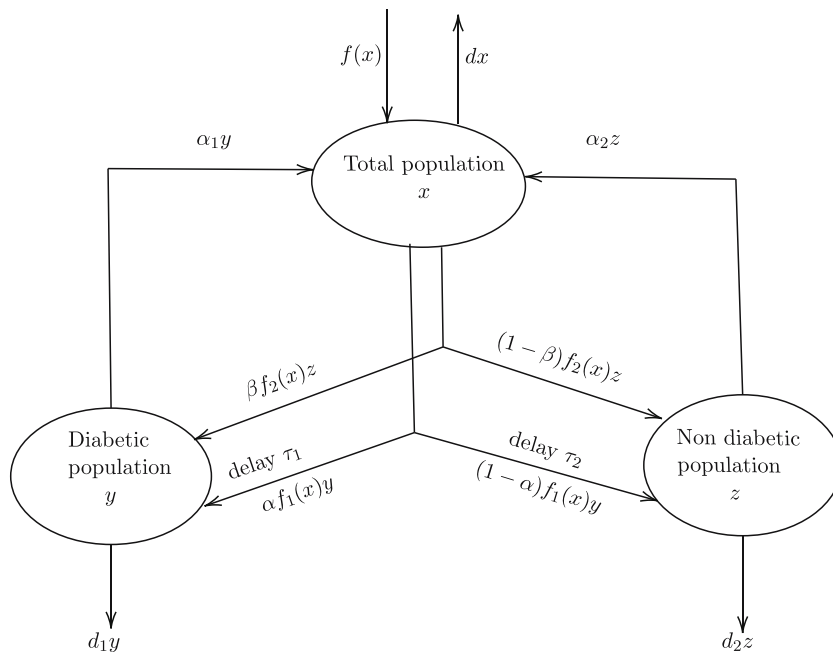 f(x)
dx
α₁y
α₂z
Total population
x
βf₂(x)z
(1 − β)f₂(x)z
Diabetic
population
y
delay τ₁
αf₁(x)y
delay τ₂
(1 − α)f₁(x)y
Non diabetic
population
z
d₁y
d₂z